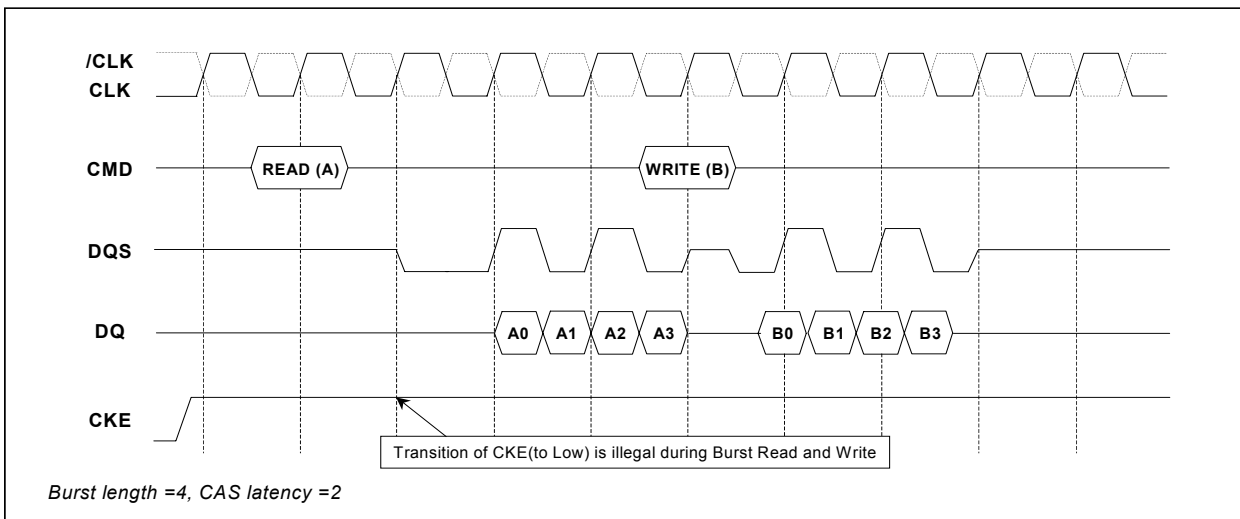 /CLK
CLK
CMD
READ (A)
WRITE (B)
DQS
DQ
A0 A1 A2 A3
B0 B1 B2 B3
CKE
Transition of CKE(to Low) is illegal during Burst Read and Write
Burst length =4, CAS latency =2